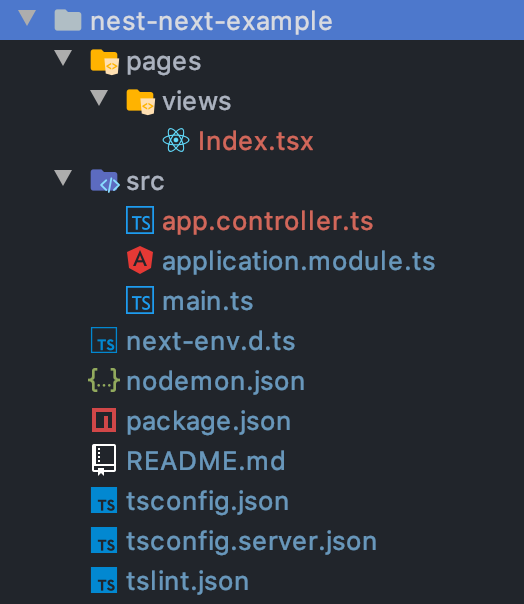 nest-next-example
pages
views
Index.tsx
src
app.controller.ts
application.module.ts
main.ts
next-env.d.ts
nodemon.json
package.json
README.md
tsconfig.json
tsconfig.server.json
tslint.json